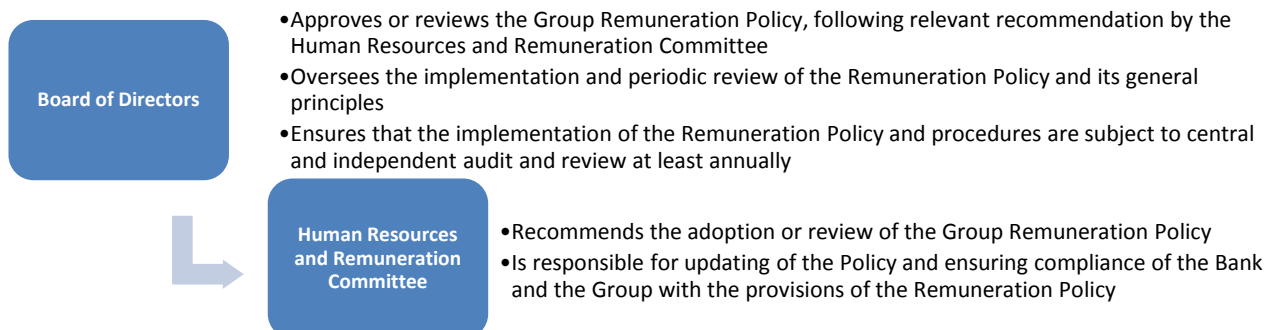 Board of Directors
•Approves or reviews the Group Remuneration Policy, following relevant recommendation by the
Human Resources and Remuneration Committee
•Oversees the implementation and periodic review of the Remuneration Policy and its general
principles
•Ensures that the implementation of the Remuneration Policy and procedures are subject to central
and independent audit and review at least annually
Human Resources
and Remuneration
Committee
•Recommends the adoption or review of the Group Remuneration Policy
•Is responsible for updating of the Policy and ensuring compliance of the Bank
and the Group with the provisions of the Remuneration Policy